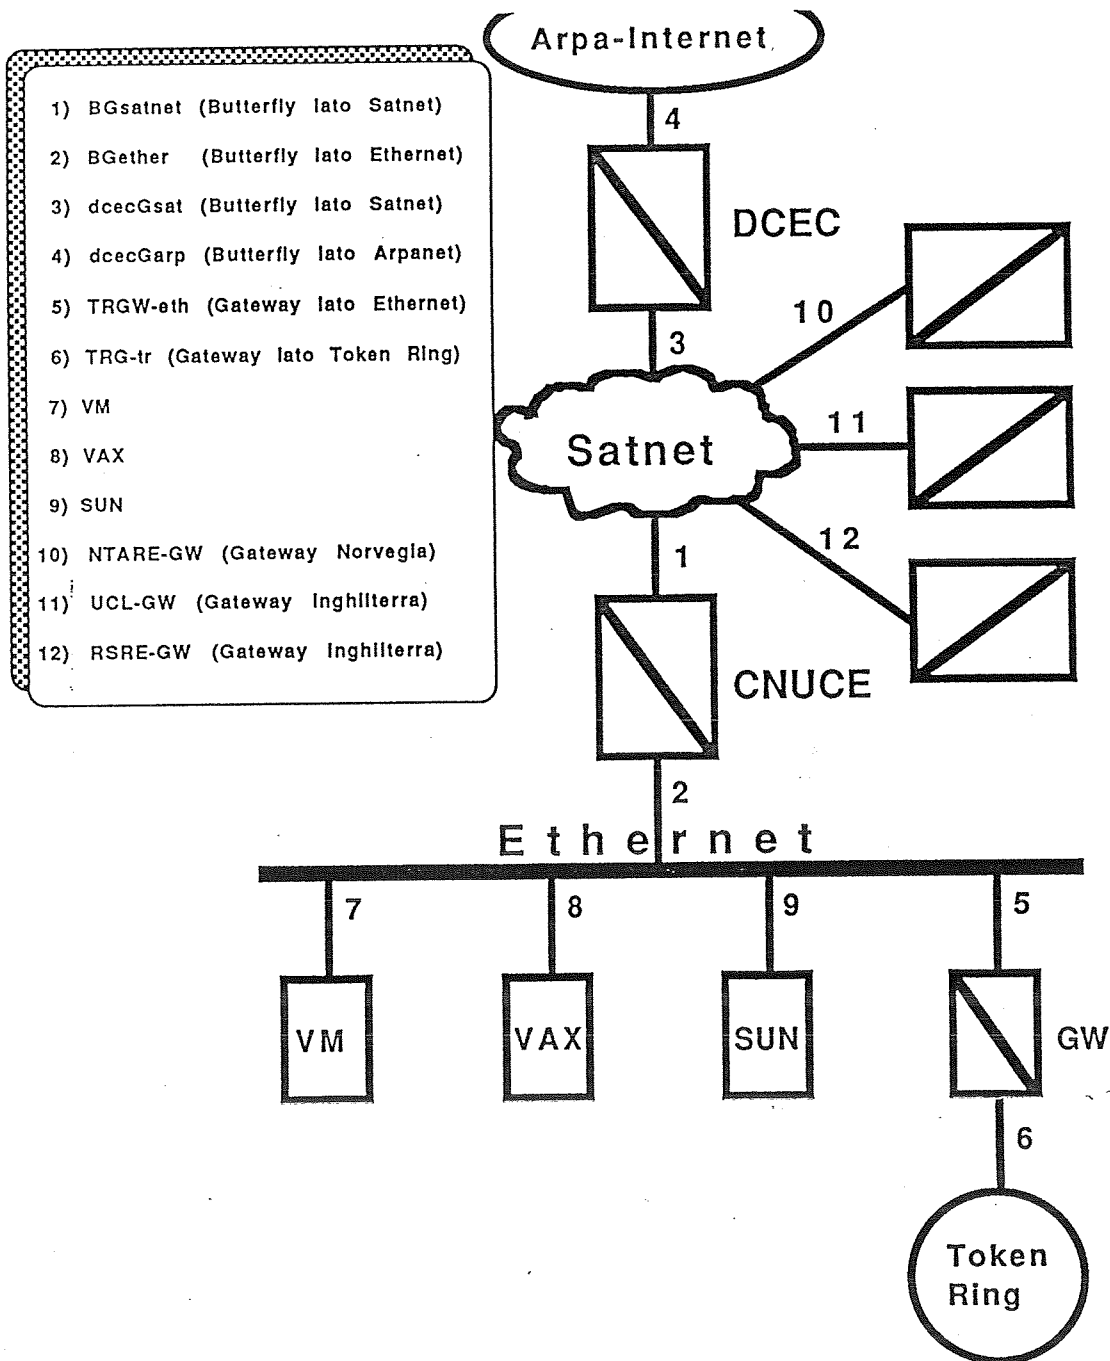 Arpa-Internet
1) BGsatnet (Butterfly lato Satnet)
2) BGether (Butterfly lato Ethernet)
3) dcecGsat (Butterfly lato Satnet)
4) dcecGarp (Butterfly lato Arpanet)
5) TRGW-eth (Gateway lato Ethernet)
6) TRG-tr (Gateway lato Token Ring)
7) VM
8) VAX
9) SUN
10) NTARE-GW (Gateway Norvegia)
11) UCL-GW (Gateway Inghilterra)
12) RSRE-GW (Gateway Inghilterra)
4
DCEC
3
10
11
12
Satnet
1
CNUCE
2
Ethernet
7
8
9
5
VM
VAX
SUN
GW
6
Token
Ring